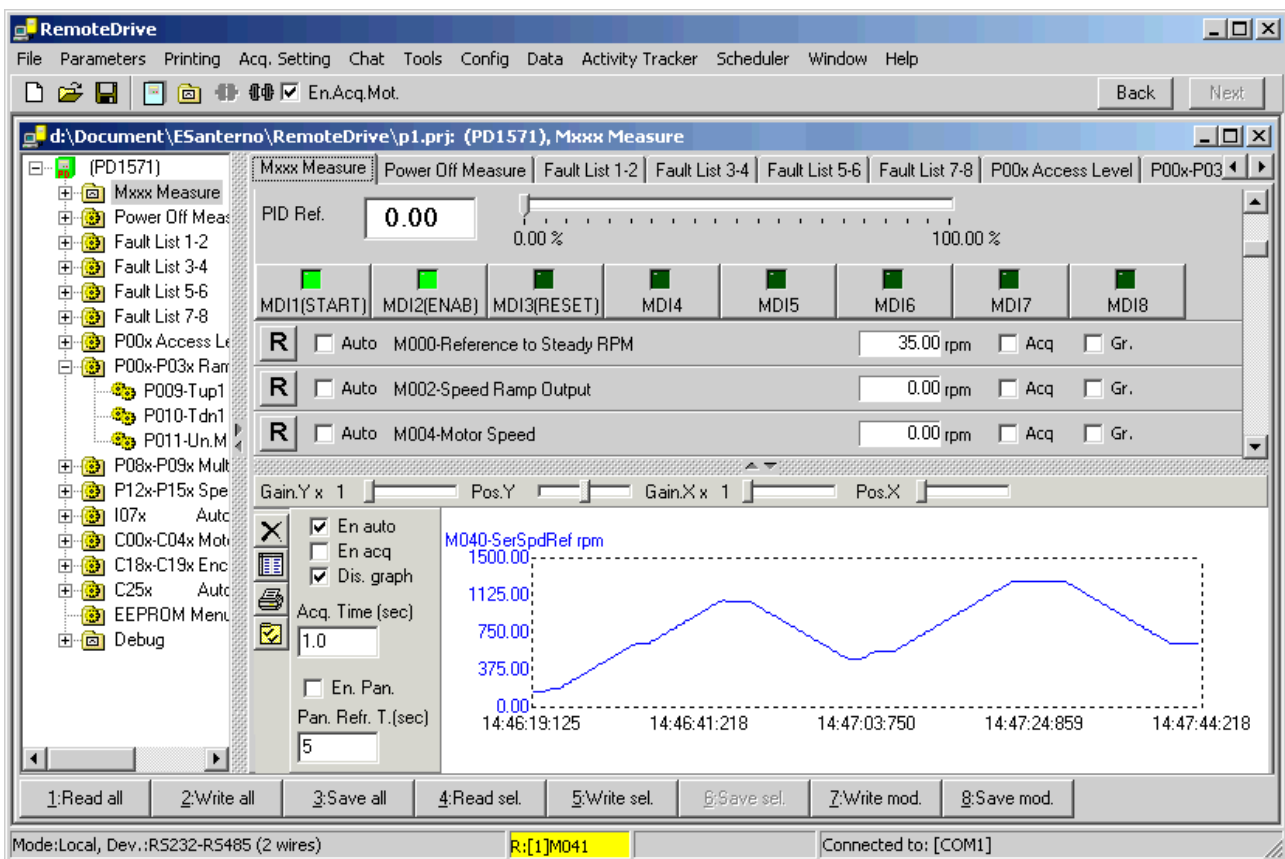 RemoteDrive
File Parameters Printing Acq. Setting Chat Tools Config Data Activity Tracker Scheduler Window Help
En.Acq.Mot. Back Next
d:\Document\ESanterno\RemoteDrive\p1.prj: (PD1571), Mxxx Measure
(PD1571)
Mxxx Measure
Power Off Meas
Fault List 1-2
Fault List 3-4
Fault List 5-6
Fault List 7-8
P00x Access Le
P00x-P03x Ram
P009-Tup1
P010-Tdn1
P011-Un.M
P08x-P09x Mult
P12x-P15x Spe
I07x Auto
C00x-C04x Moto
C18x-C19x Enc
C25x Auto
EEPROM Menu
Debug
Mxxx Measure Power Off Measure Fault List 1-2 Fault List 3-4 Fault List 5-6 Fault List 7-8 P00x Access Level P00x-P03
PID Ref. 0.00
0.00 % 100.00 %
MDI1(START) MDI2(ENAB) MDI3(RESET) MDI4 MDI5 MDI6 MDI7 MDI8
R Auto M000-Reference to Steady RPM 35.00 rpm Acq Gr.
R Auto M002-Speed Ramp Output 0.00 rpm Acq Gr.
R Auto M004-Motor Speed 0.00 rpm Acq Gr.
Gain.Y x 1 Pos.Y Gain.X x 1 Pos.X
En auto
En acq
Dis. graph
Acq. Time (sec)
1.0
En. Pan.
Pan. Refr. T.(sec)
5
M040-SerSpdRef rpm
1500.00
1125.00
750.00
375.00
0.00
14:46:19:125 14:46:41:218 14:47:03:750 14:47:24:859 14:47:44:218
1:Read all 2:Write all 3:Save all 4:Read sel. 5:Write sel. 6:Save sel. 7:Write mod. 8:Save mod.
Mode:Local, Dev.:RS232-RS485 (2 wires) R:[1]M041 Connected to: [COM1]